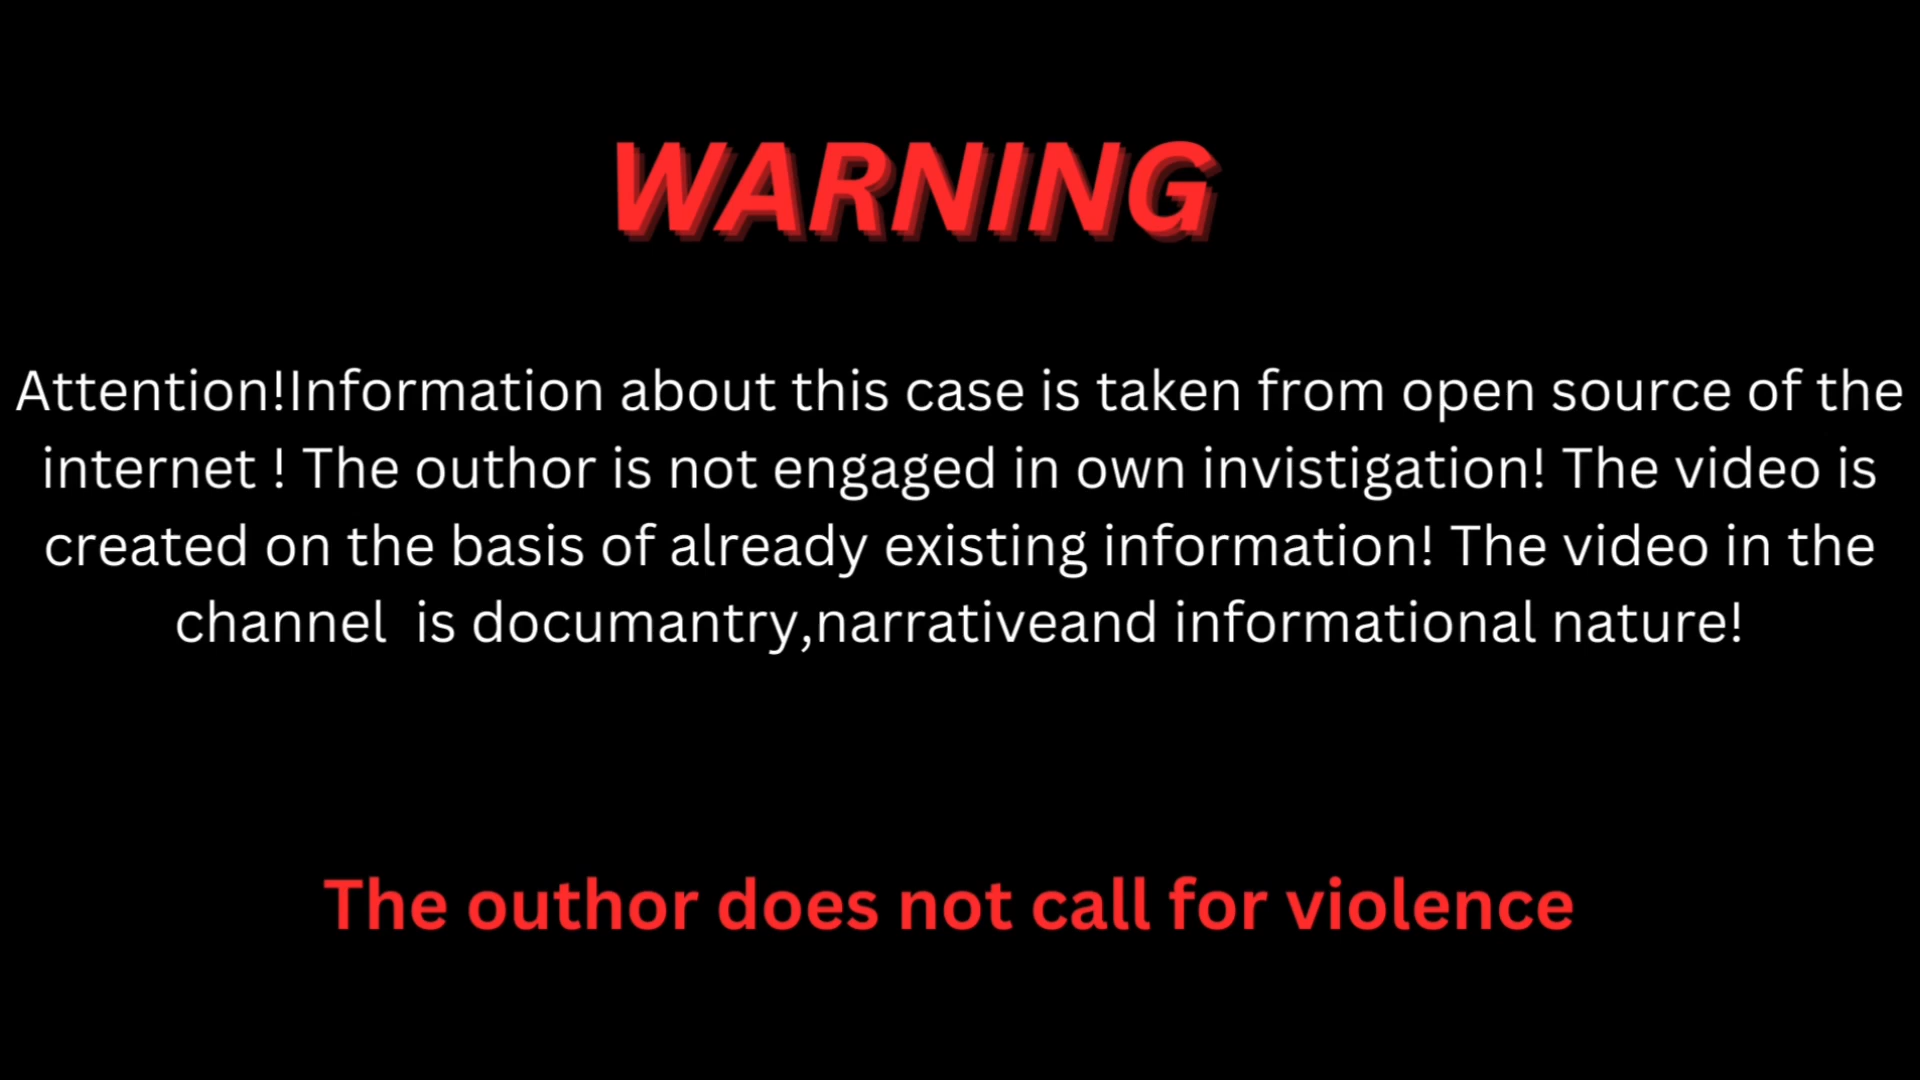 WARNING
Attention!Information about this case is taken from open source of the
internet ! The outhor is not engaged in own invistigation! The video is
created on the basis of already existing information! The video in the
channel  is documantry,narrativeand informational nature!
The outhor does not call for violence